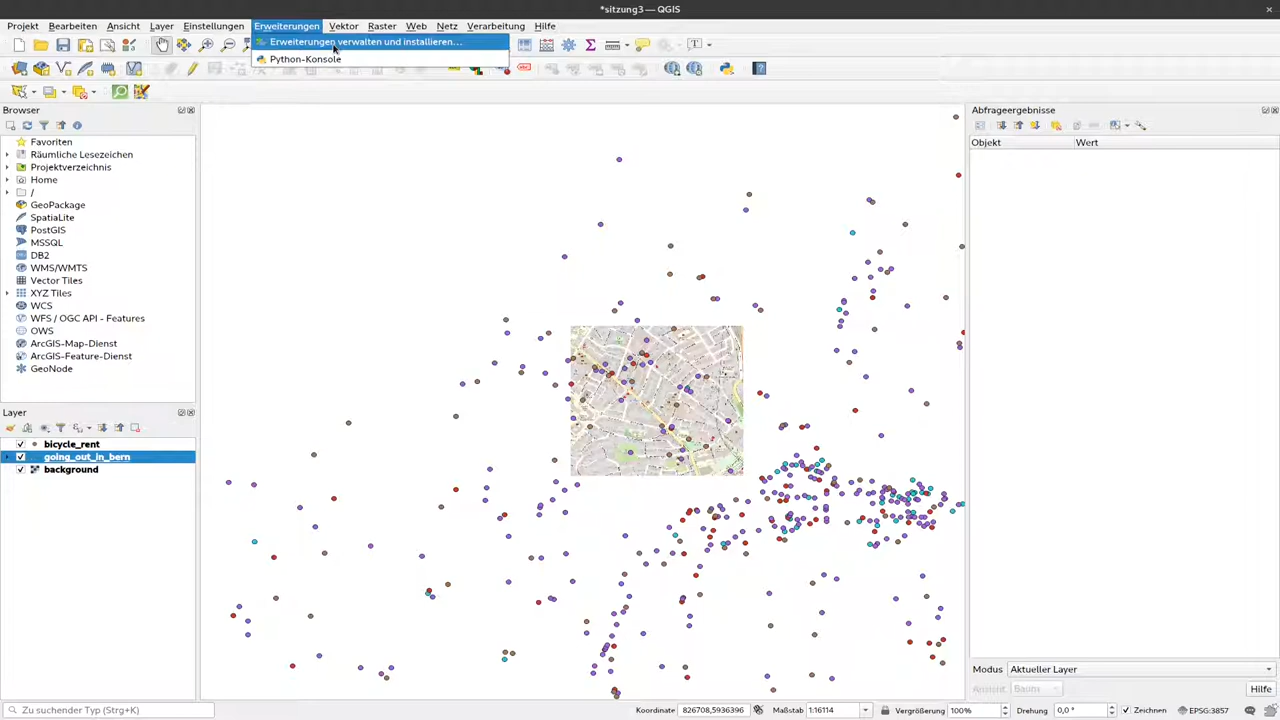 *sitzung3 — QGIS
Projekt Bearbeiten Ansicht Layer Einstellungen Erweiterungen Vektor Raster Web Netz Verarbeitung Hilfe
Erweiterungen verwalten und installieren...
Python-Konsole
Browser
Favoriten
Räumliche Lesezeichen
Projektverzeichnis
Home
/
GeoPackage
SpatiaLite
PostGIS
MSSQL
DB2
WMS/WMTS
Vector Tiles
XYZ Tiles
WCS
WFS / OGC API - Features
OWS
ArcGIS-Map-Dienst
ArcGIS-Feature-Dienst
GeoNode
Layer
bicycle_rent
going_out_in_bern
background
Abfrageergebnisse
Objekt Wert
Modus Aktueller Layer
Ansicht Baum Hilfe
Zu suchender Typ (Strg+K) Koordinate 826708,5936396 Maßstab 1:16114 Vergrößerung 100% Drehung 0,0 ° Zeichnen EPSG:3857